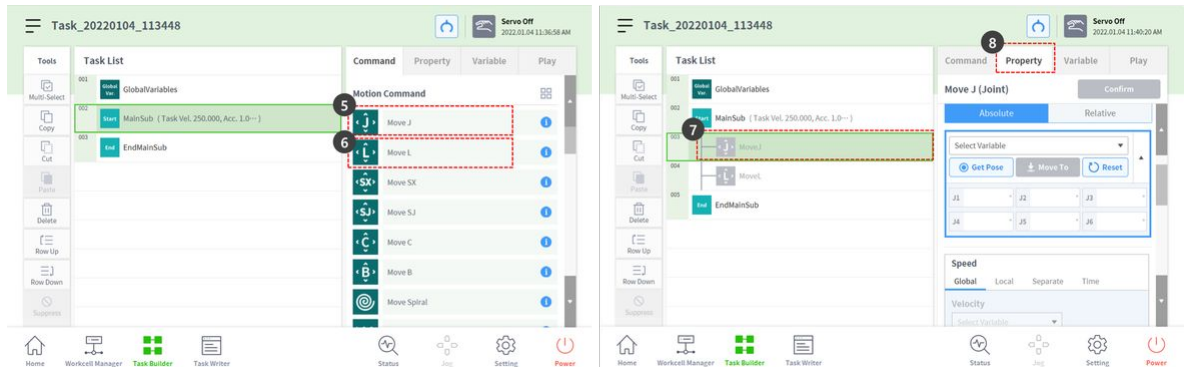 Task_20220104_113448
Servo Off
2022.01.04 11:36:58 AM
Tools
Task List
Command Property Variable Play
Multi-Select
Copy
Cut
Paste
Delete
Row Up
Row Down
Suppress
001 Global Var. GlobalVariables
002 Start MainSub ( Task Vel. 250.000, Acc. 1.0··· )
003 End EndMainSub
Motion Command
5
Move J
6
Move L
Move SX
Move SJ
Move C
Move B
Move Spiral
Home Workcell Manager Task Builder Task Writer Status Jog Setting Power
Task_20220104_113448
Servo Off
2022.01.04 11:40:20 AM
8
Tools
Task List
Command Property Variable Play
Multi-Select
Copy
Cut
Paste
Delete
Row Up
Row Down
Suppress
001 Global Var. GlobalVariables
002 Start MainSub ( Task Vel. 250.000, Acc. 1.0··· )
7
003 J MoveJ
004 L MoveL
005 End EndMainSub
Move J (Joint) Confirm
Absolute Relative
Select Variable
Get Pose Move To Reset
J1 ° J2 ° J3 °
J4 ° J5 ° J6 °
Speed
Global Local Separate Time
Velocity
Select Variable
Home Workcell Manager Task Builder Task Writer Status Jog Setting Power